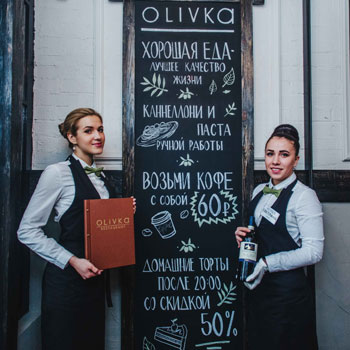 OLIVKA
ХОРОШАЯ ЕДА-
ЛУЧШЕЕ КАЧЕСТВО
ЖИЗНИ
КАННЕЛЛОНИ И
ПАСТА
РУЧНОЙ РАБОТЫ
ВОЗЬМИ КОФЕ
С СОБОЙ 60₽
ДОМАШНИЕ ТОРТЫ
ПОСЛЕ 20:00
СО СКИДКОЙ
50%
OLIVKA